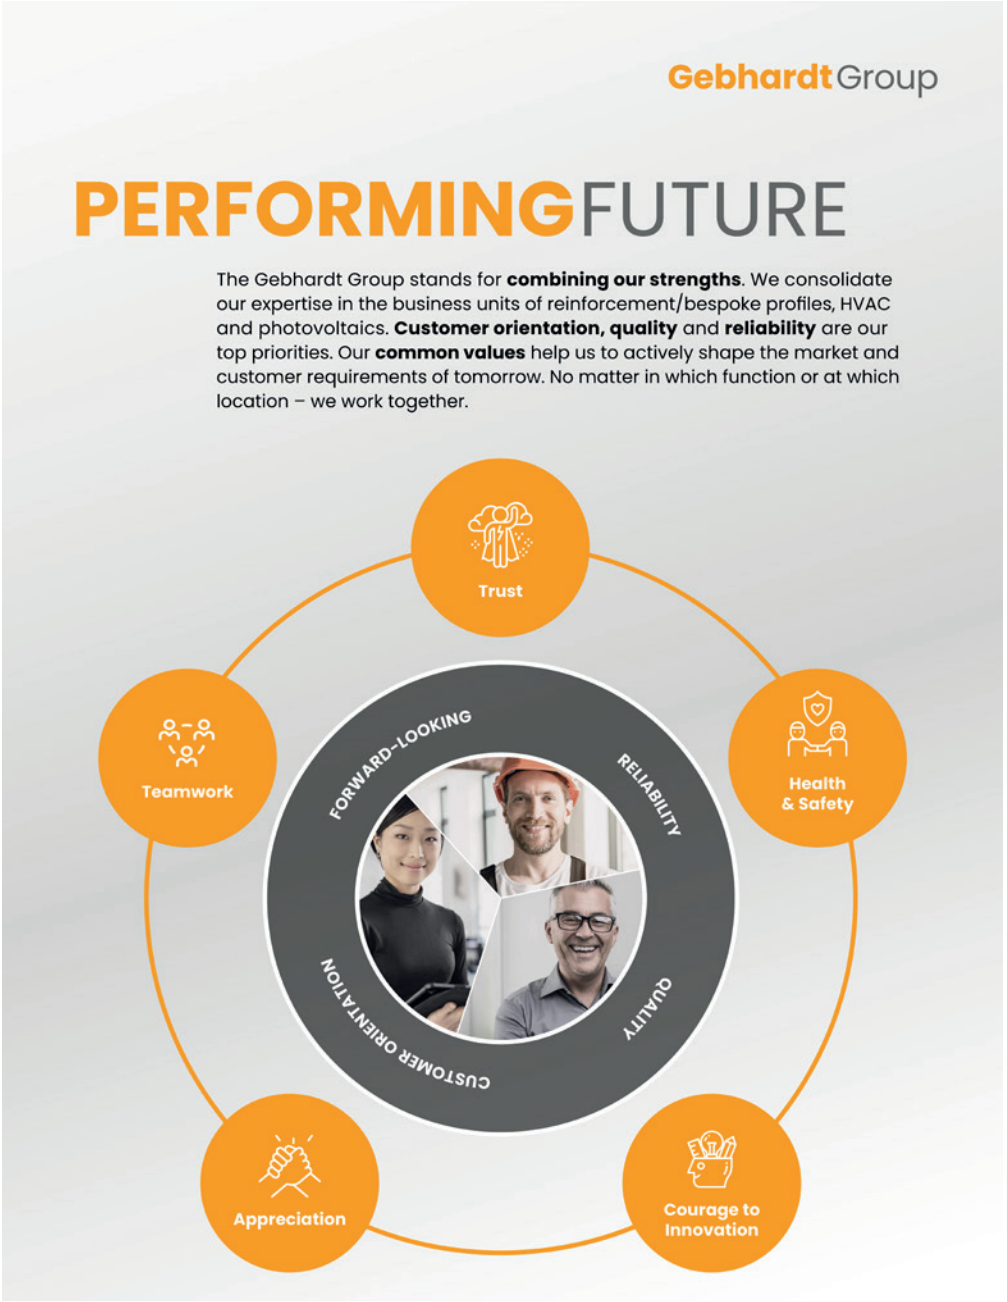 GebhardtGroup
PERFORMINGFUTURE
The Gebhardt Group stands for combining our strengths. We consolidate
our expertise in the business units of reinforcement/bespoke profiles, HVAC
and photovoltaics. Customer orientation, quality and reliability are our
top priorities. Our common values help us to actively shape the market and
customer requirements of tomorrow. No matter in which function or at which
location – we work together.
Trust
Teamwork
Health
& Safety
FORWARD-LOOKING
RELIABILITY
CUSTOMER ORIENTATION
QUALITY
Appreciation
Courage to
Innovation